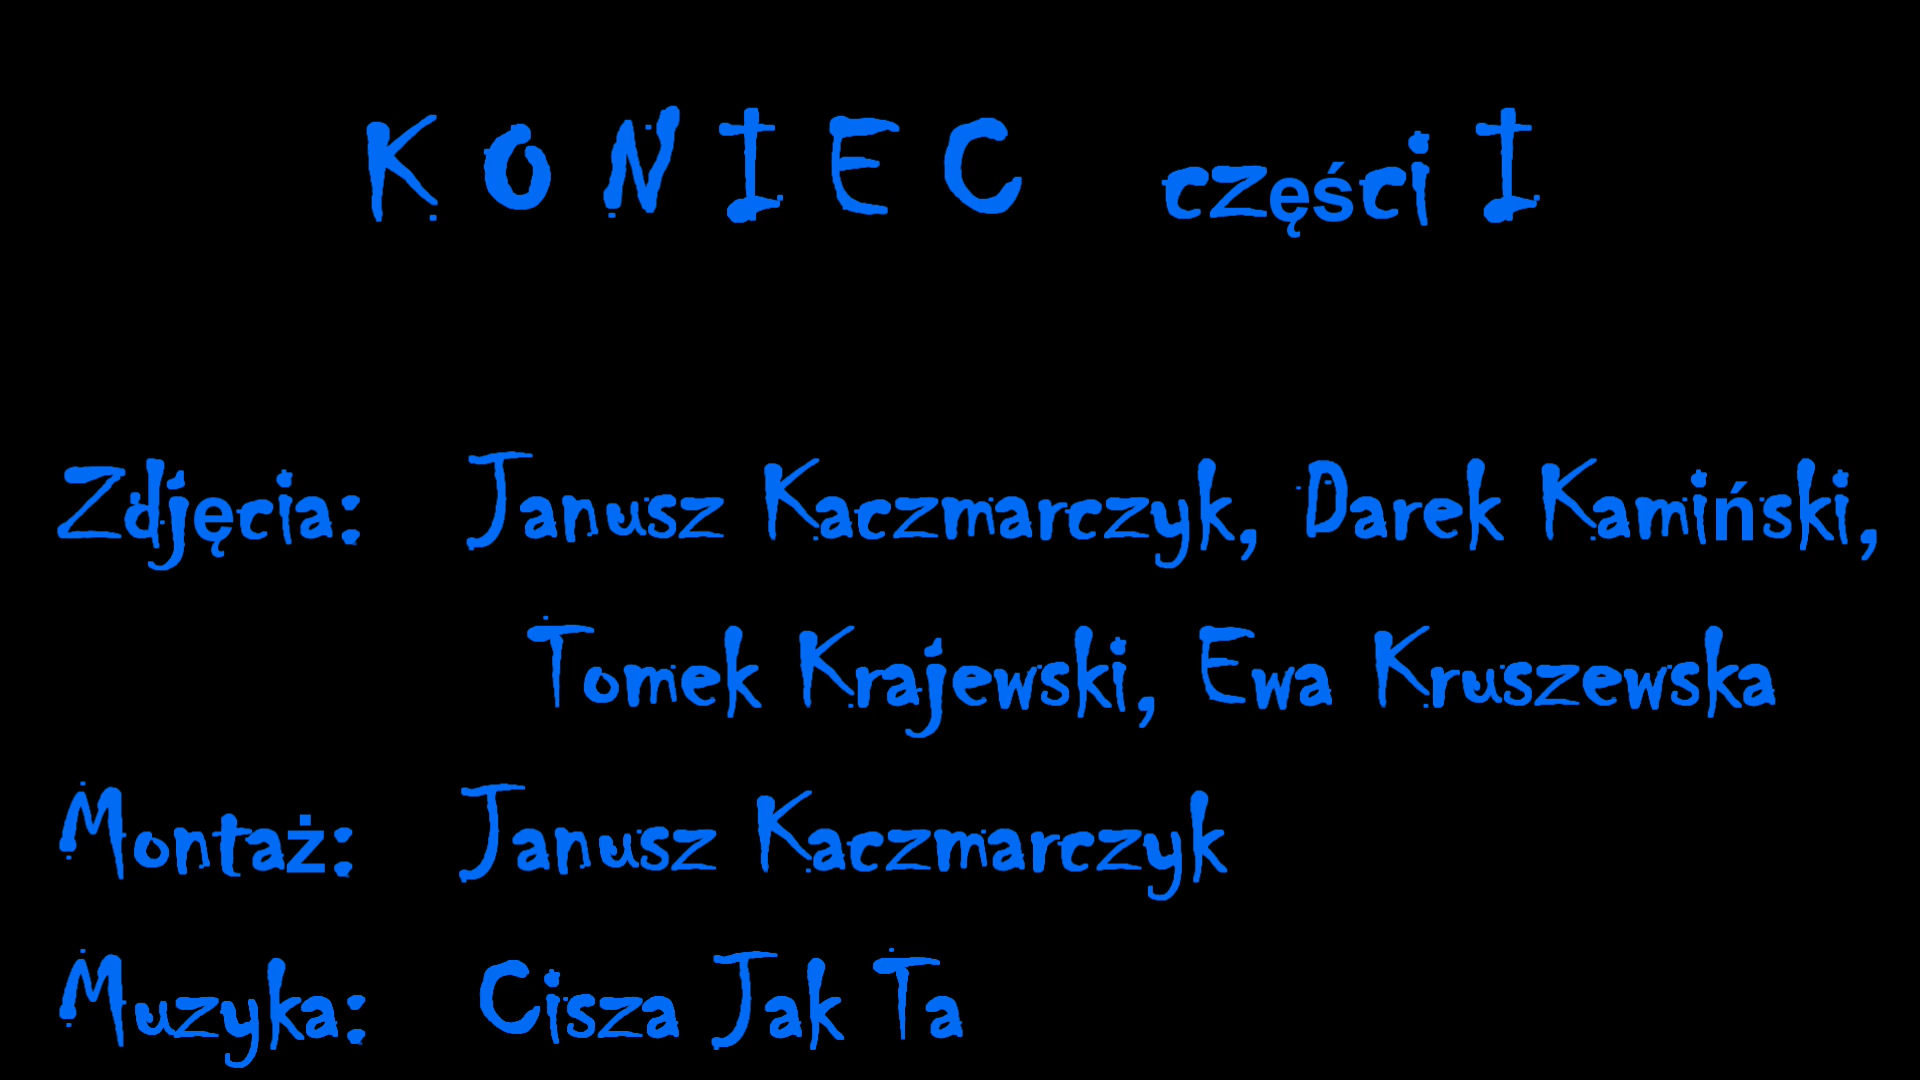 K O N I E C części I
Zdjęcia: Janusz Kaczmarczyk, Darek Kamiński,
Tomek Krajewski, Ewa Kruszewska
Montaż: Janusz Kaczmarczyk
Muzyka: Cisza Jak Ta